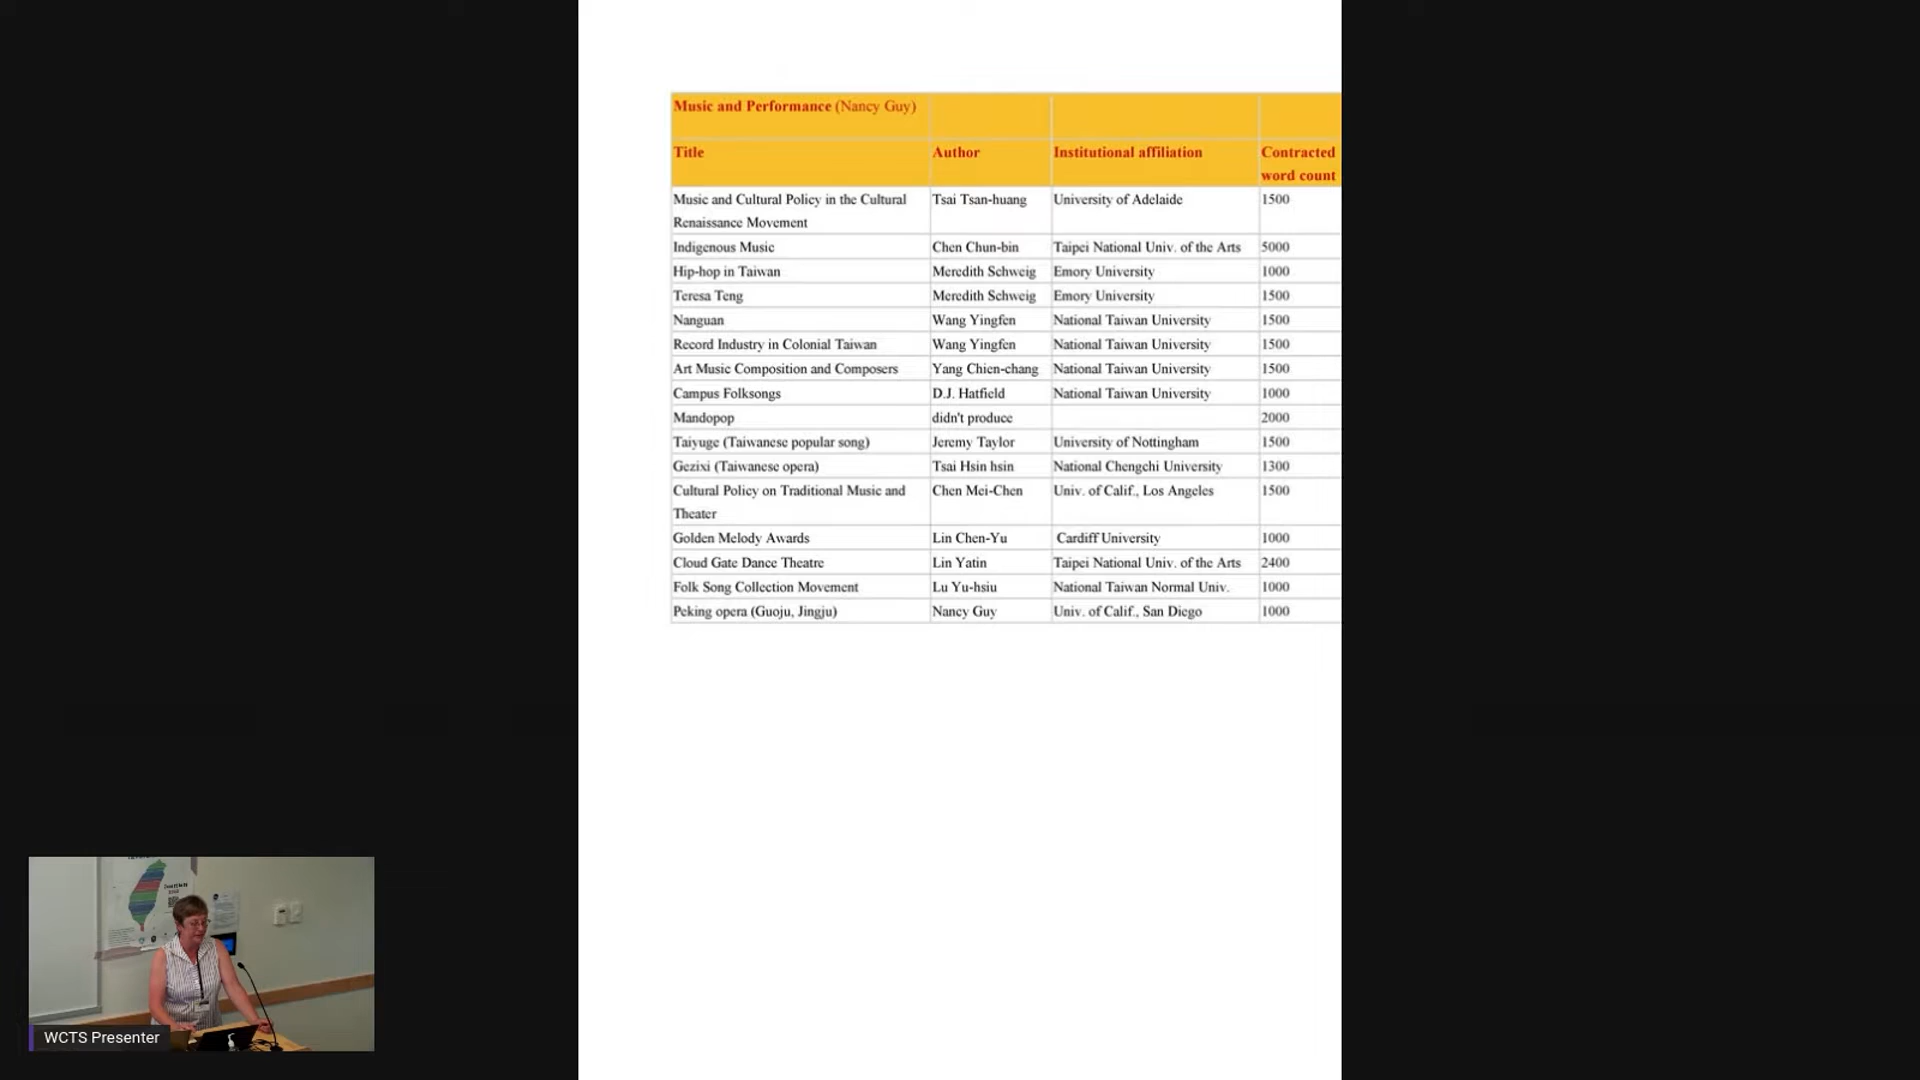 Music and Performance (Nancy Guy)
Title Author Institutional affiliation Contracted
word count
Music and Cultural Policy in the Cultural Tsai Tsan-huang University of Adelaide 1500
Renaissance Movement
Indigenous Music Chen Chun-bin Taipei National Univ. of the Arts 5000
Hip-hop in Taiwan Meredith Schweig Emory University 1000
Teresa Teng Meredith Schweig Emory University 1500
Nanguan Wang Yingfen National Taiwan University 1500
Record Industry in Colonial Taiwan Wang Yingfen National Taiwan University 1500
Art Music Composition and Composers Yang Chien-chang National Taiwan University 1500
Campus Folksongs D.J. Hatfield National Taiwan University 1000
Mandopop didn't produce 2000
Taiyuge (Taiwanese popular song) Jeremy Taylor University of Nottingham 1500
Gezixi (Taiwanese opera) Tsai Hsin hsin National Chengchi University 1300
Cultural Policy on Traditional Music and Chen Mei-Chen Univ. of Calif., Los Angeles 1500
Theater
Golden Melody Awards Lin Chen-Yu Cardiff University 1000
Cloud Gate Dance Theatre Lin Yatin Taipei National Univ. of the Arts 2400
Folk Song Collection Movement Lu Yu-hsiu National Taiwan Normal Univ. 1000
Peking opera (Guoju, Jingju) Nancy Guy Univ. of Calif., San Diego 1000
WCTS Presenter